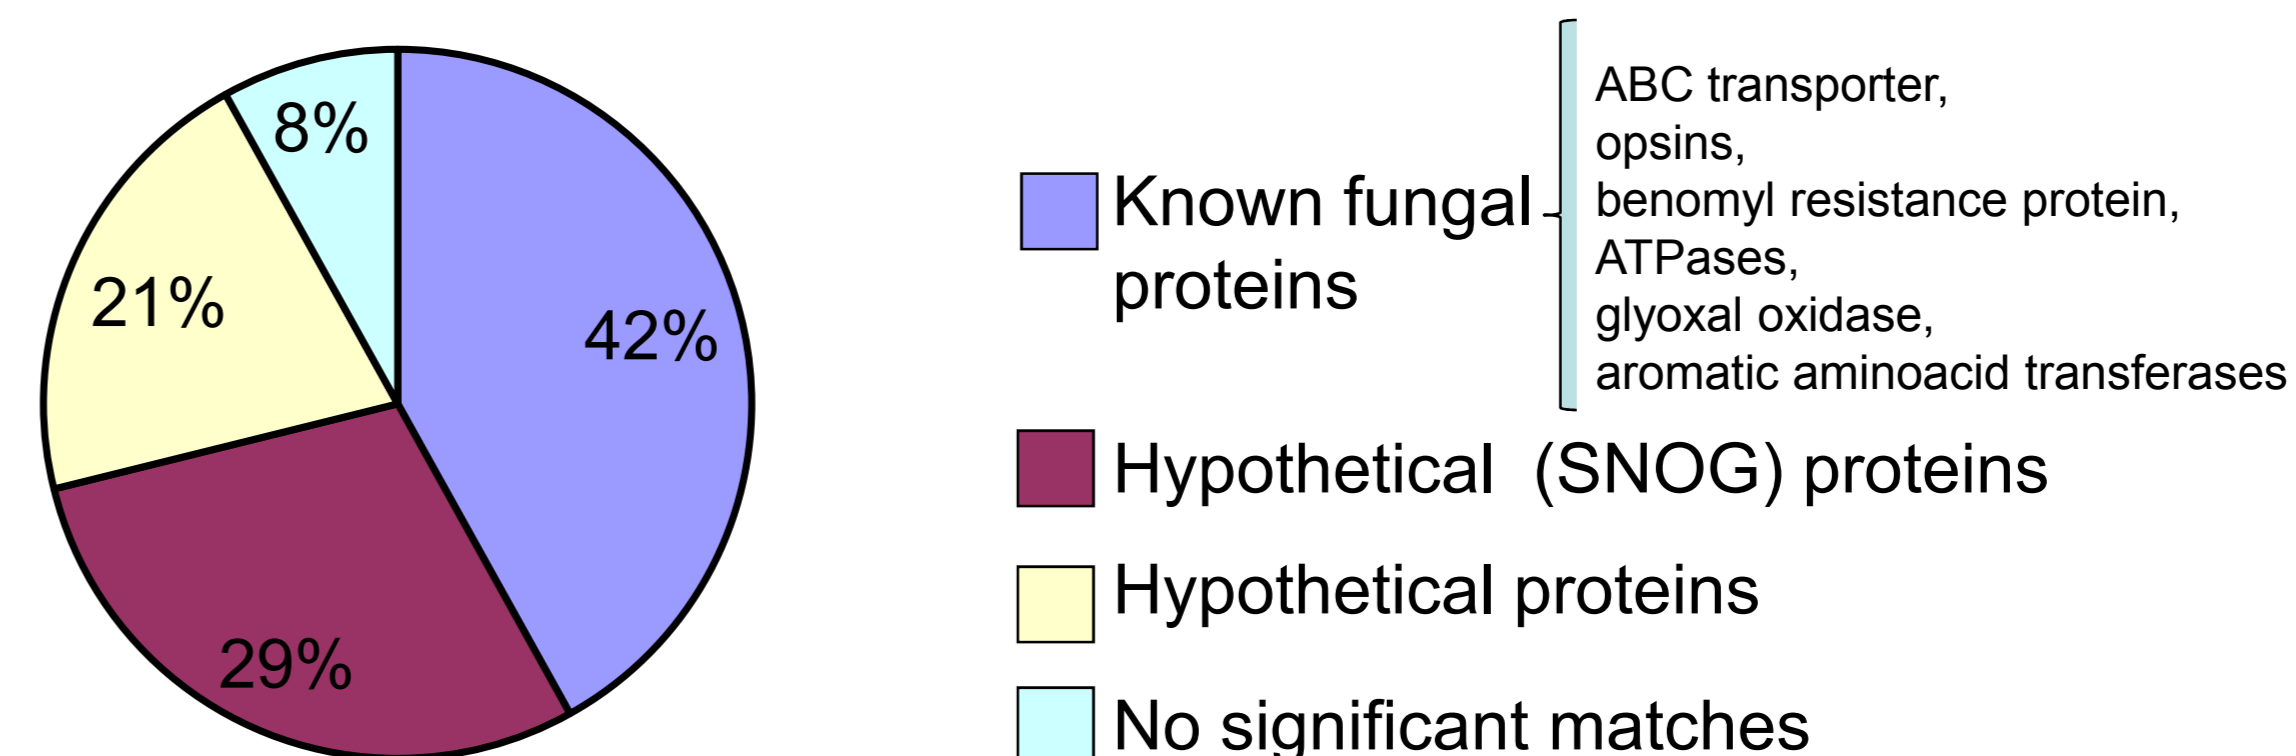 8%
21%
42%
29%
Known fungal
proteins
ABC transporter,
opsins,
benomyl resistance protein,
ATPases,
glyoxal oxidase,
aromatic aminoacid transferases
Hypothetical (SNOG) proteins
Hypothetical proteins
No significant matches